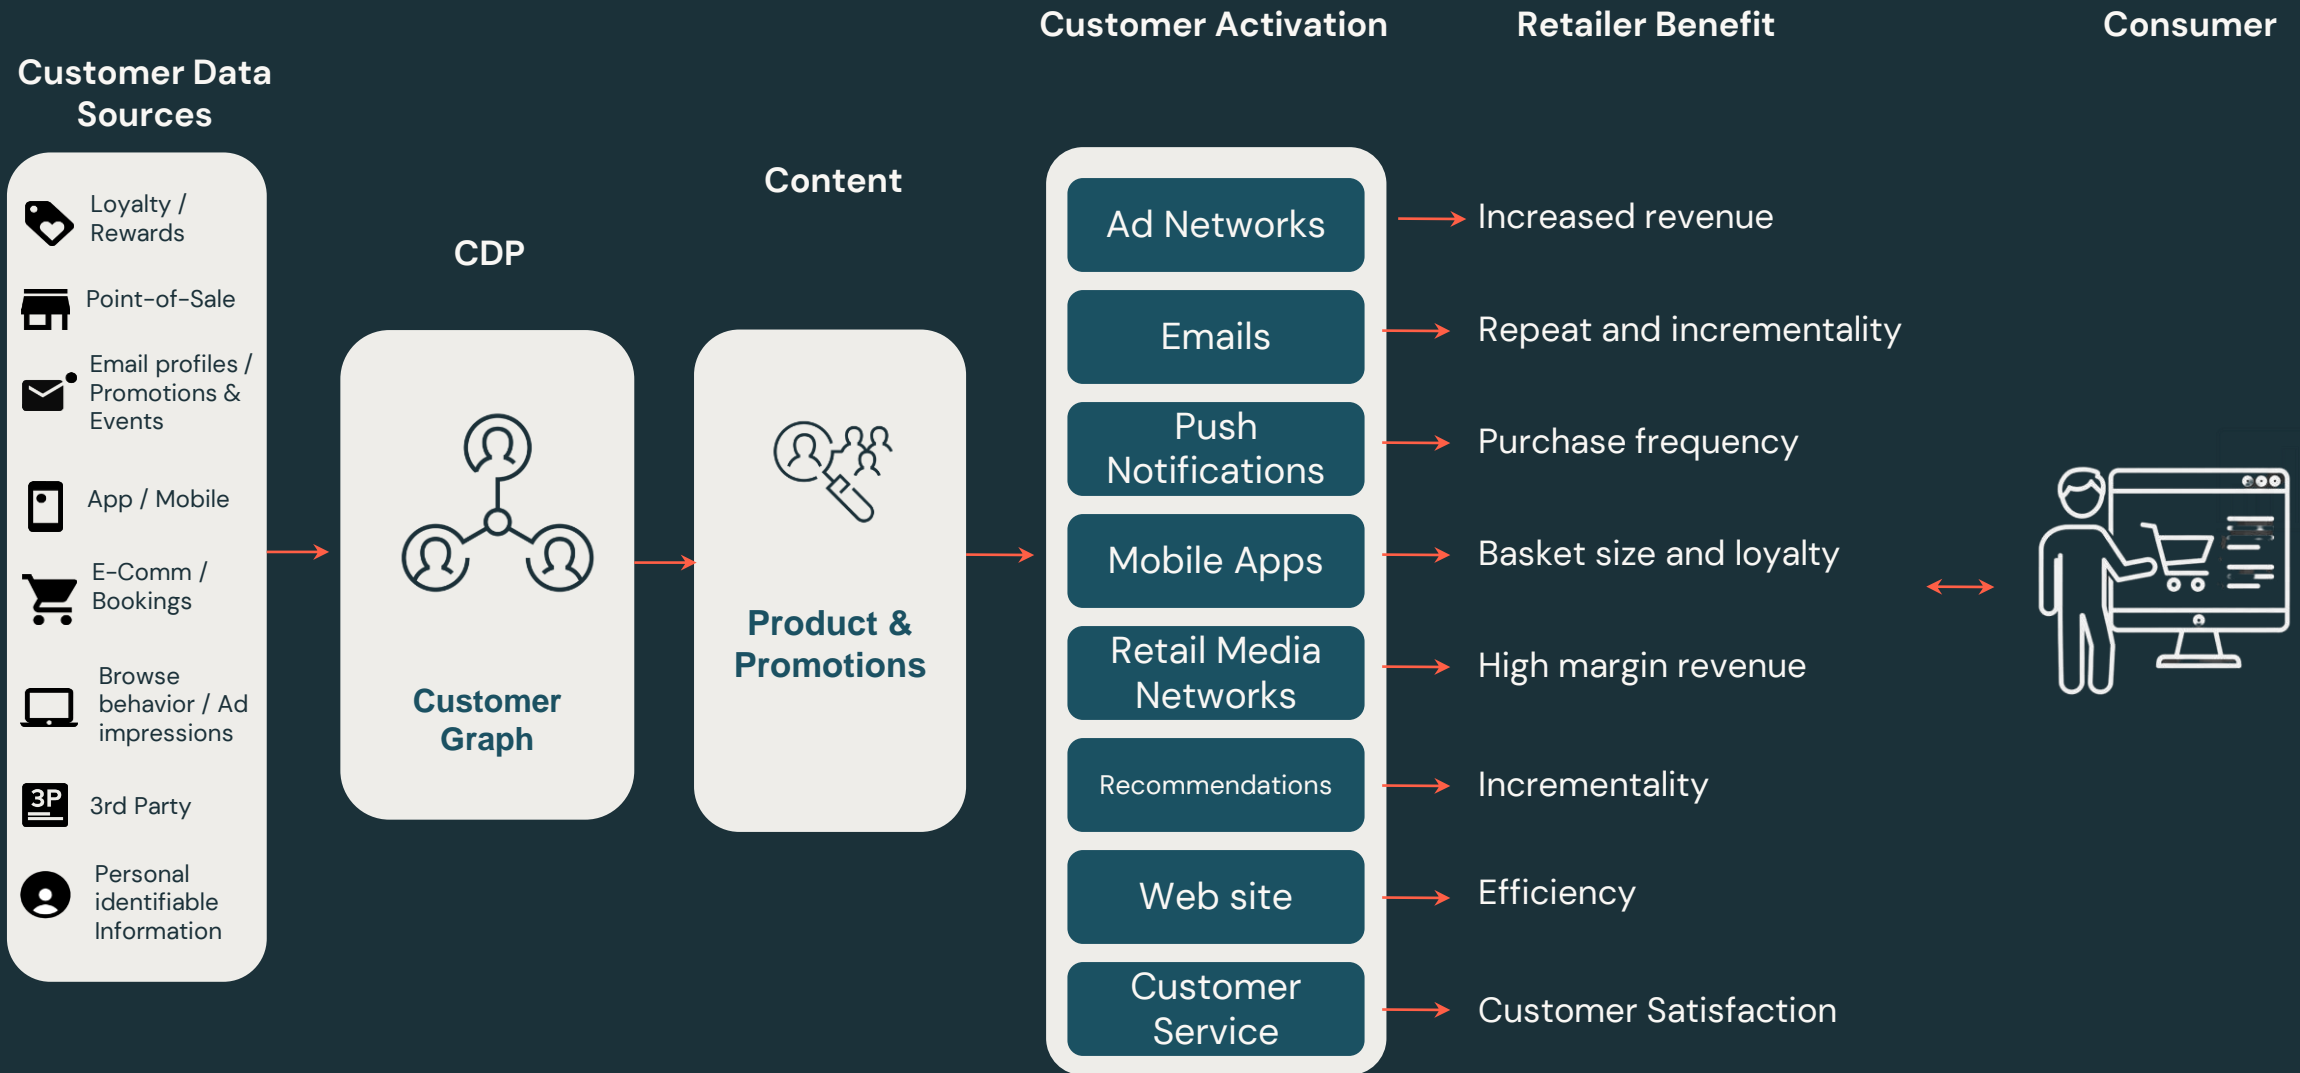 Customer Activation
Retailer Benefit
Consumer
Customer Data
Sources
Loyalty /
Rewards
Point-of-Sale
Email profiles /
Promotions &
Events
App / Mobile
E-Comm /
Bookings
Browse
behavior / Ad
impressions
3P
3rd Party
Personal
identifiable
Information
CDP
Customer
Graph
Content
Product &
Promotions
Ad Networks
Increased revenue
Emails
Repeat and incrementality
Push
Notifications
Purchase frequency
Mobile Apps
Basket size and loyalty
Retail Media
Networks
High margin revenue
Recommendations
Incrementality
Web site
Efficiency
Customer
Service
Customer Satisfaction